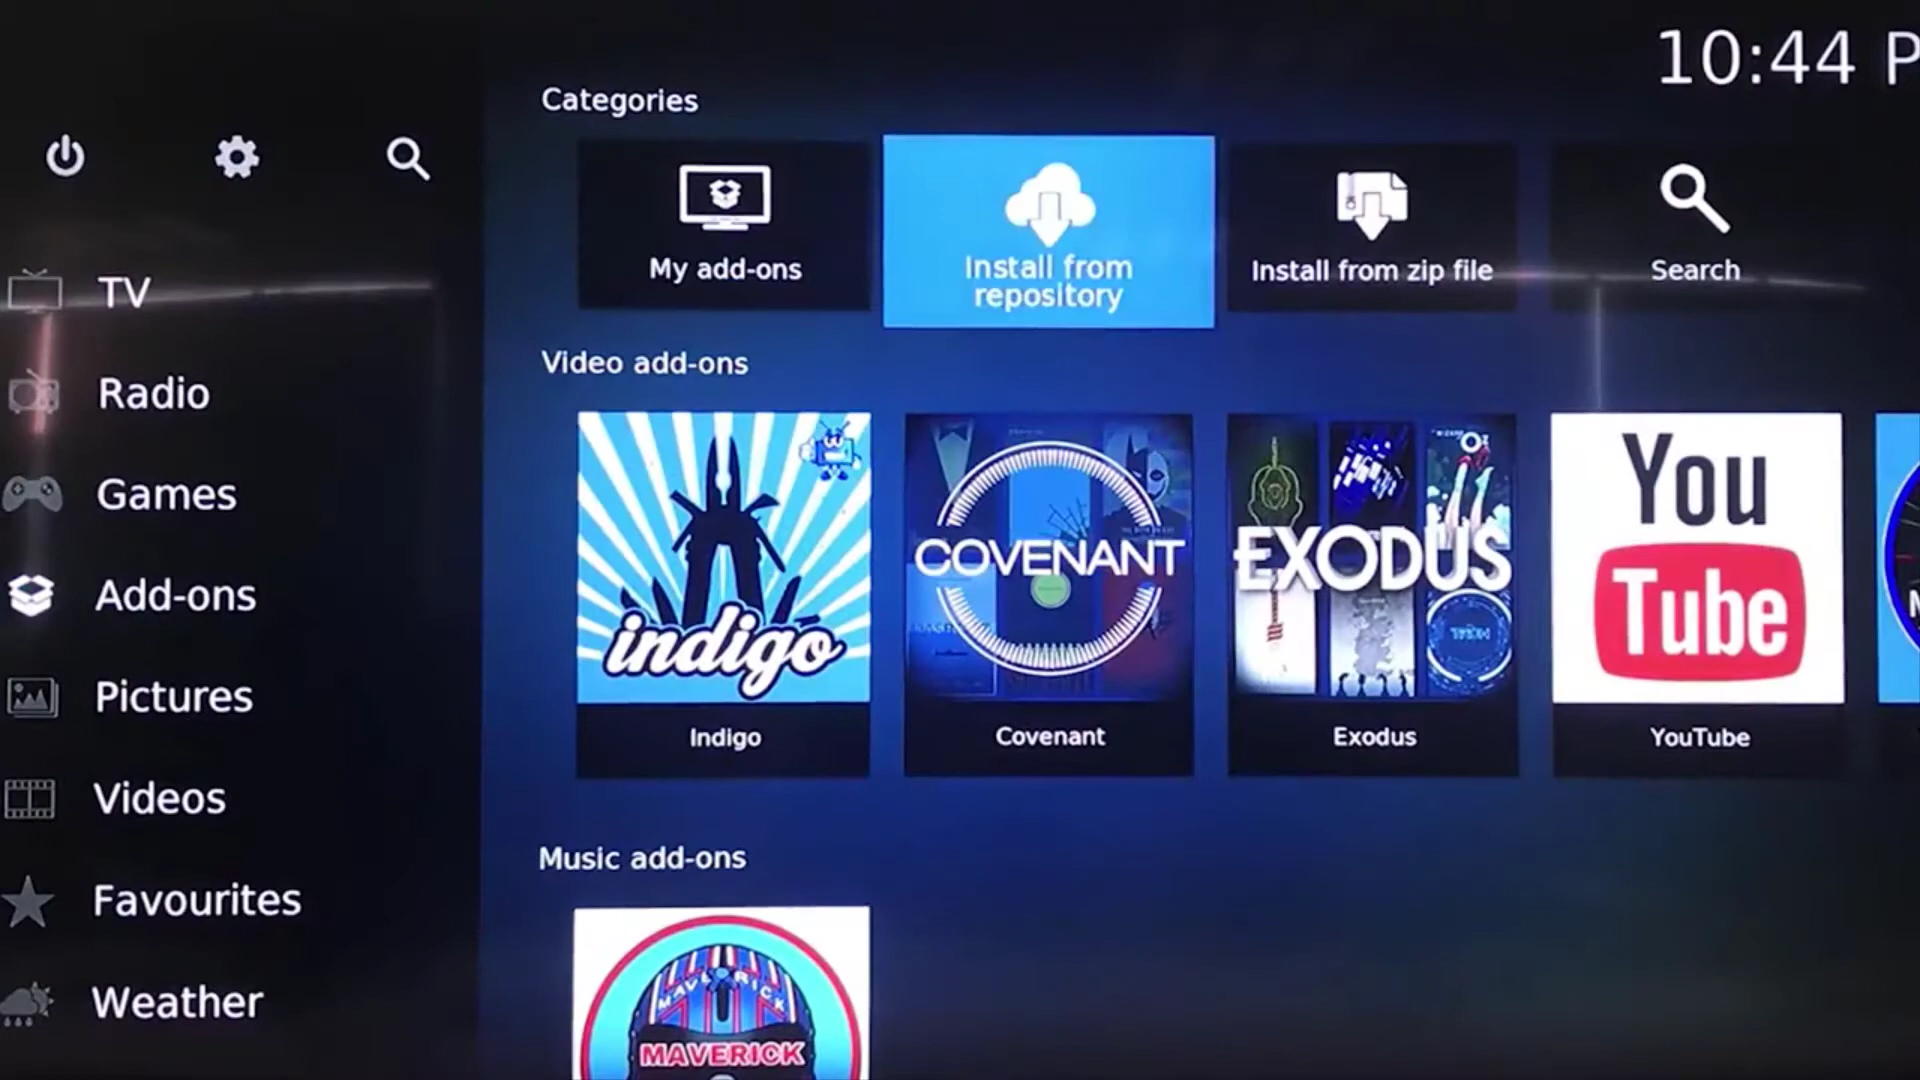 10:44 P
Categories
My add-ons
Install from
repository
Install from zip file
Search
TV
Radio
Games
Add-ons
Pictures
Videos
Favourites
Weather
Video add-ons
indigo
COVENANT
EXODUS
You
Tube
Indigo
Covenant
Exodus
YouTube
Music add-ons
MAVERICK
MAVERICK